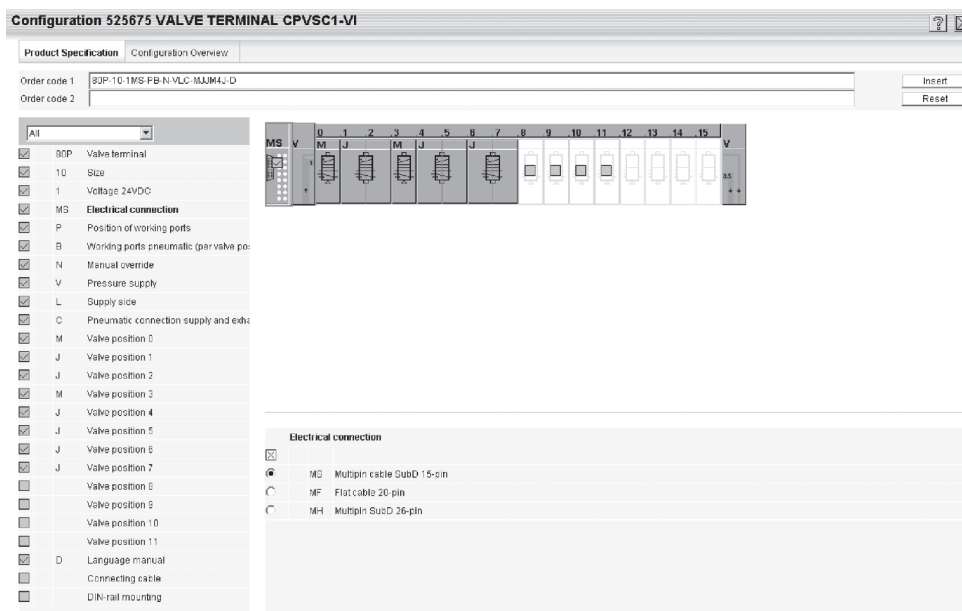 Configuration 525675 VALVE TERMINAL CPVSC1-VI
Product Specification Configuration Overview
Order code 1 80P-10-1MS-PB-N-VLC-MJJM4J-D Insert
Order code 2 Reset
All
80P Valve terminal
10 Size
1 Voltage 24VDC
MS Electrical connection
P Position of working ports
B Working ports pneumatic (per valve po
N Manual override
V Pressure supply
L Supply side
C Pneumatic connection supply and exha
M Valve position 0
J Valve position 1
J Valve position 2
M Valve position 3
J Valve position 4
J Valve position 5
J Valve position 6
J Valve position 7
Valve position 8
Valve position 9
Valve position 10
Valve position 11
D Language manual
Connecting cable
DIN-rail mounting
0 .1 .2 .3 4 .5 6 .7 .8 9 .10 .11 .12 .13 .14 .15
MS V M J M J J V
0.5
Electrical connection
MS Multipin cable SubD 15-pin
MF Flat cable 20-pin
MH Multipin SubD 26-pin